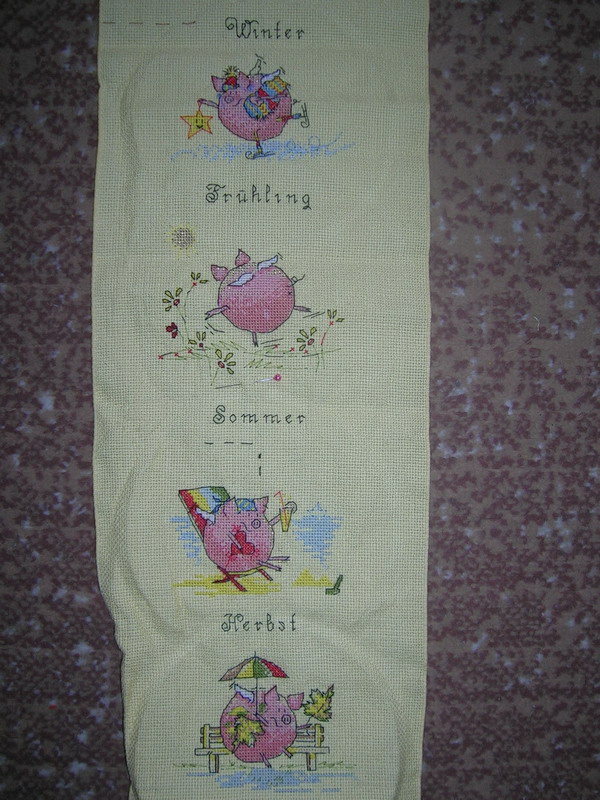 Winter
Frühling
Sommer
Herbst